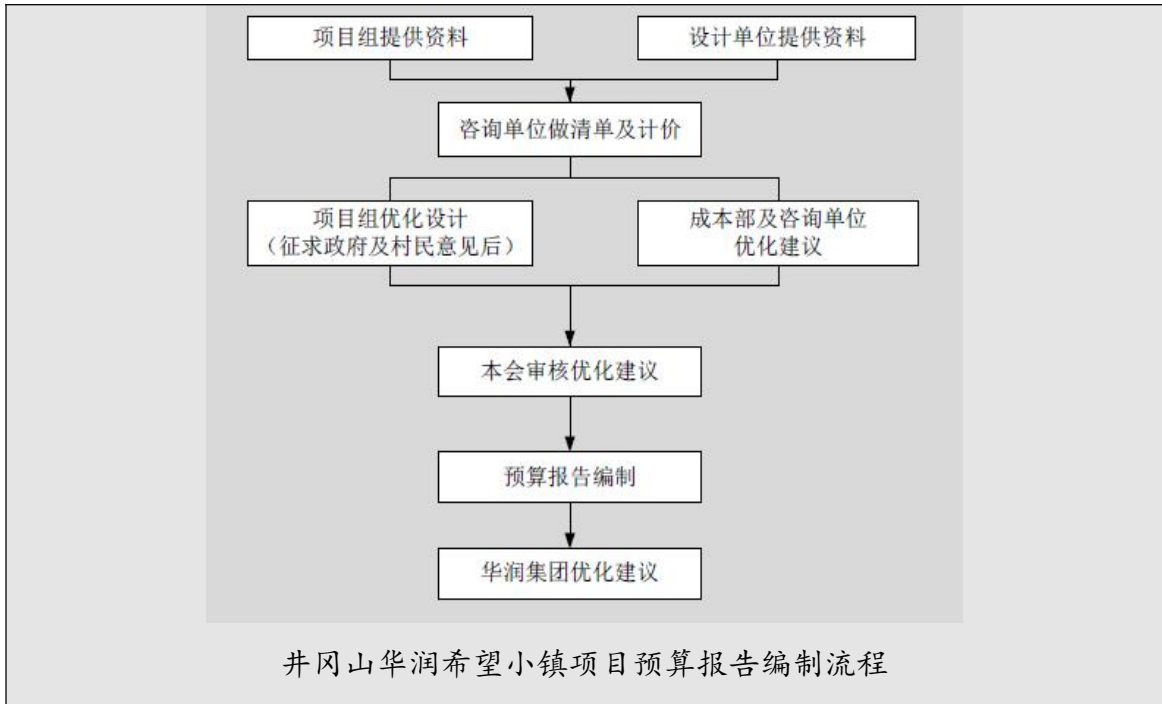 项目组提供资料
设计单位提供资料
咨询单位做清单及计价
项目组优化设计
（征求政府及村民意见后）
成本部及咨询单位
优化建议
本会审核优化建议
预算报告编制
华润集团优化建议
井冈山华润希望小镇项目预算报告编制流程